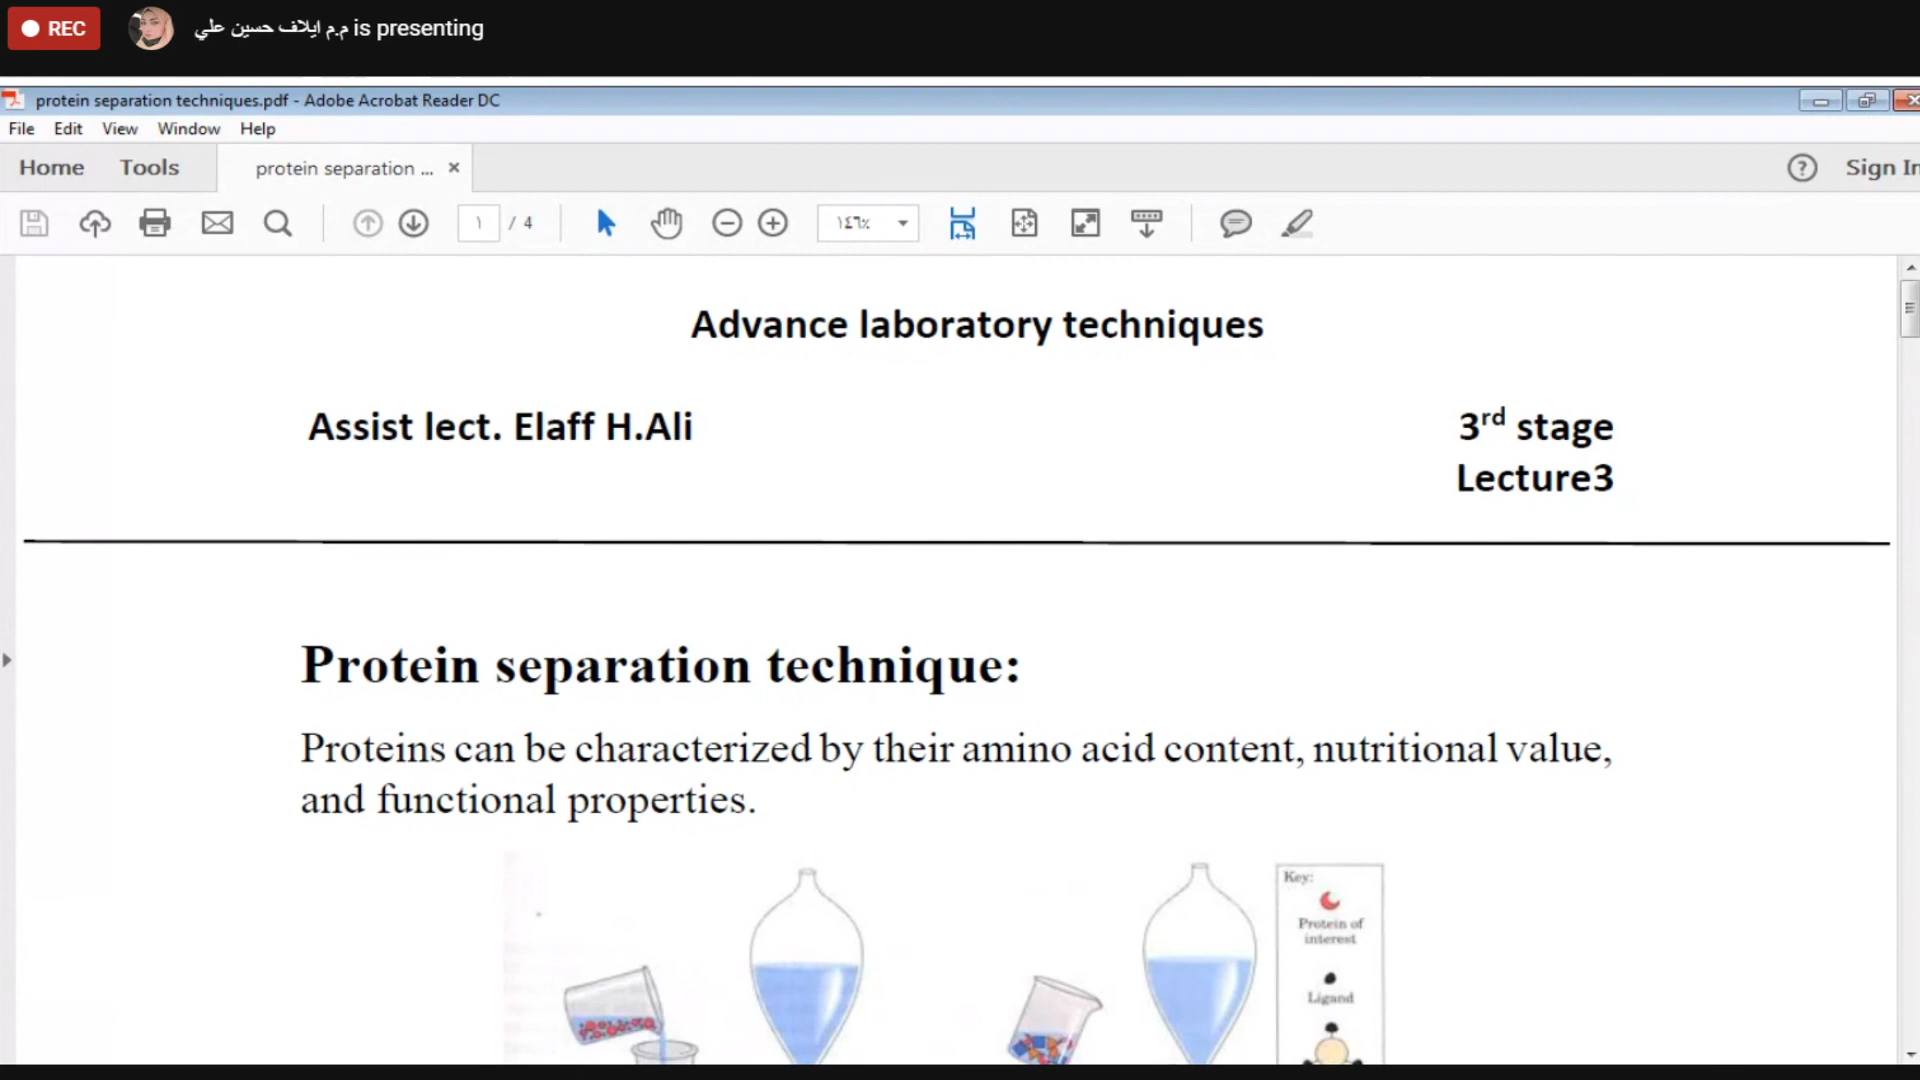 REC
م.م ايلاف حسين علي is presenting
protein separation techniques.pdf - Adobe Acrobat Reader DC
File Edit View Window Help
Home Tools protein separation ... × ? Sign In
١ / 4 ١٤٦%
Advance laboratory techniques
Assist lect. Elaff H.Ali 3rd stage
Lecture3
Protein separation technique:
Proteins can be characterized by their amino acid content, nutritional value,
and functional properties.
Key:
Protein of
interest
Ligand